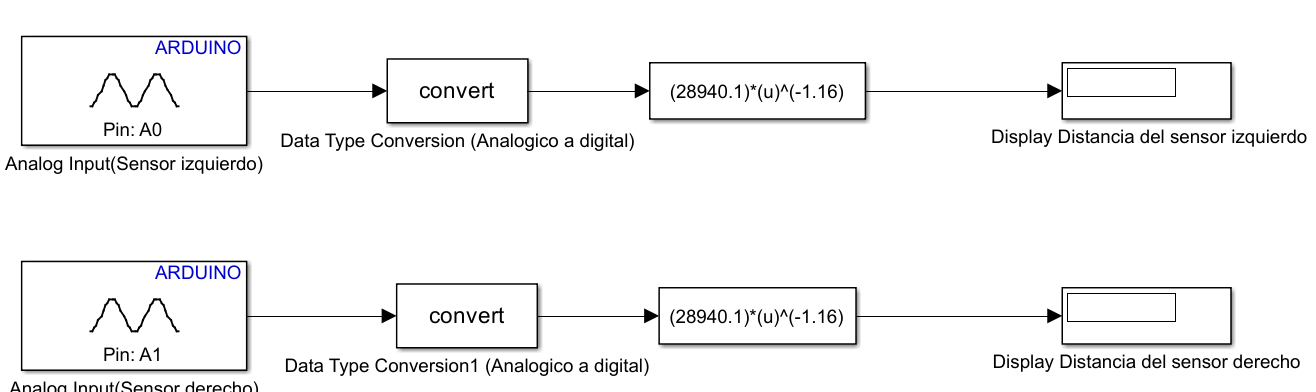 ARDUINO
Pin: A0
Analog Input(Sensor izquierdo)
convert
Data Type Conversion (Analogico a digital)
(28940.1)*(u)^(-1.16)
Display Distancia del sensor izquierdo
ARDUINO
Pin: A1
Analog Input(Sensor derecho)
convert
Data Type Conversion1 (Analogico a digital)
(28940.1)*(u)^(-1.16)
Display Distancia del sensor derecho